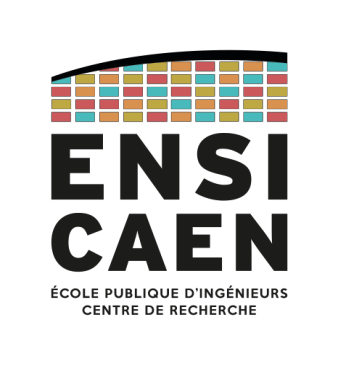 ENSI
CAEN
ÉCOLE PUBLIQUE D'INGÉNIEURS
CENTRE DE RECHERCHE